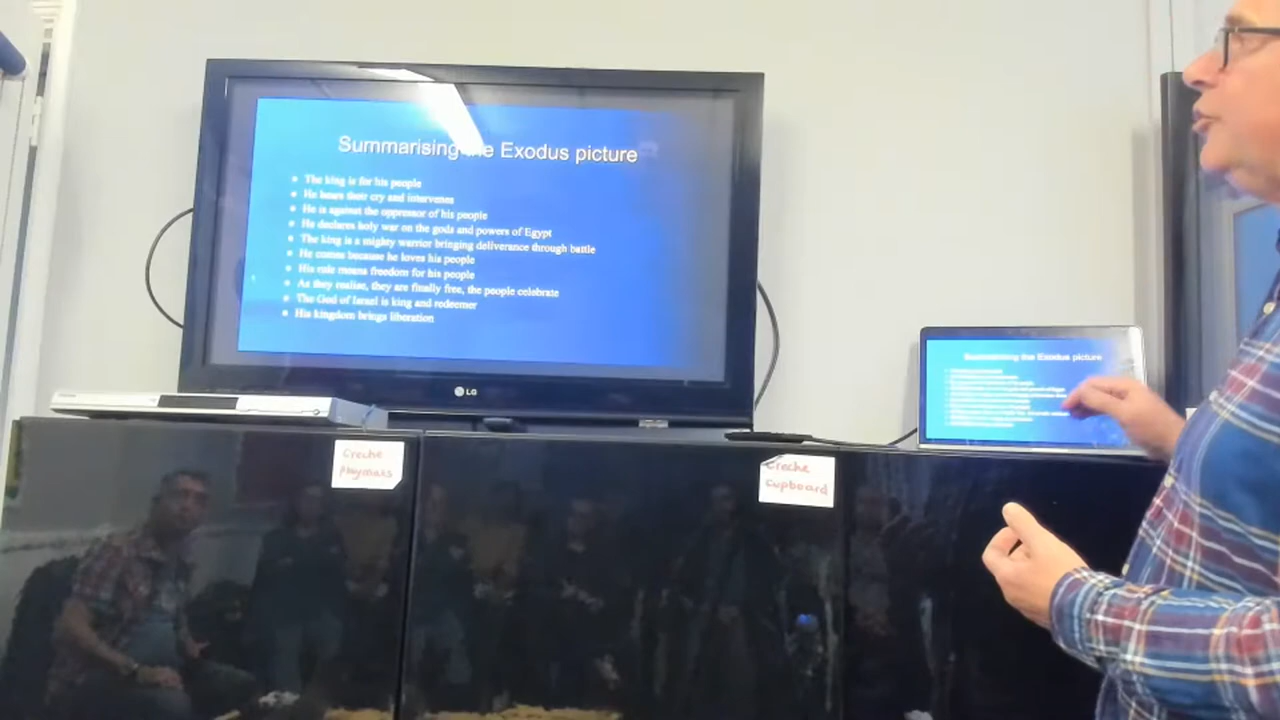 Summarising the Exodus picture
The king is for his people
He hears their cry and intervenes
He is against the oppressor of his people
He declares holy war on the gods and powers of Egypt
The king is a mighty warrior bringing deliverance through battle
He comes because he loves his people
His rule means freedom for his people
As they realise, they are finally free, the people celebrate
The God of Israel is king and redeemer
His kingdom brings liberation
LG
Summarising the Exodus picture
Creche
Playmats
Creche
Cupboard